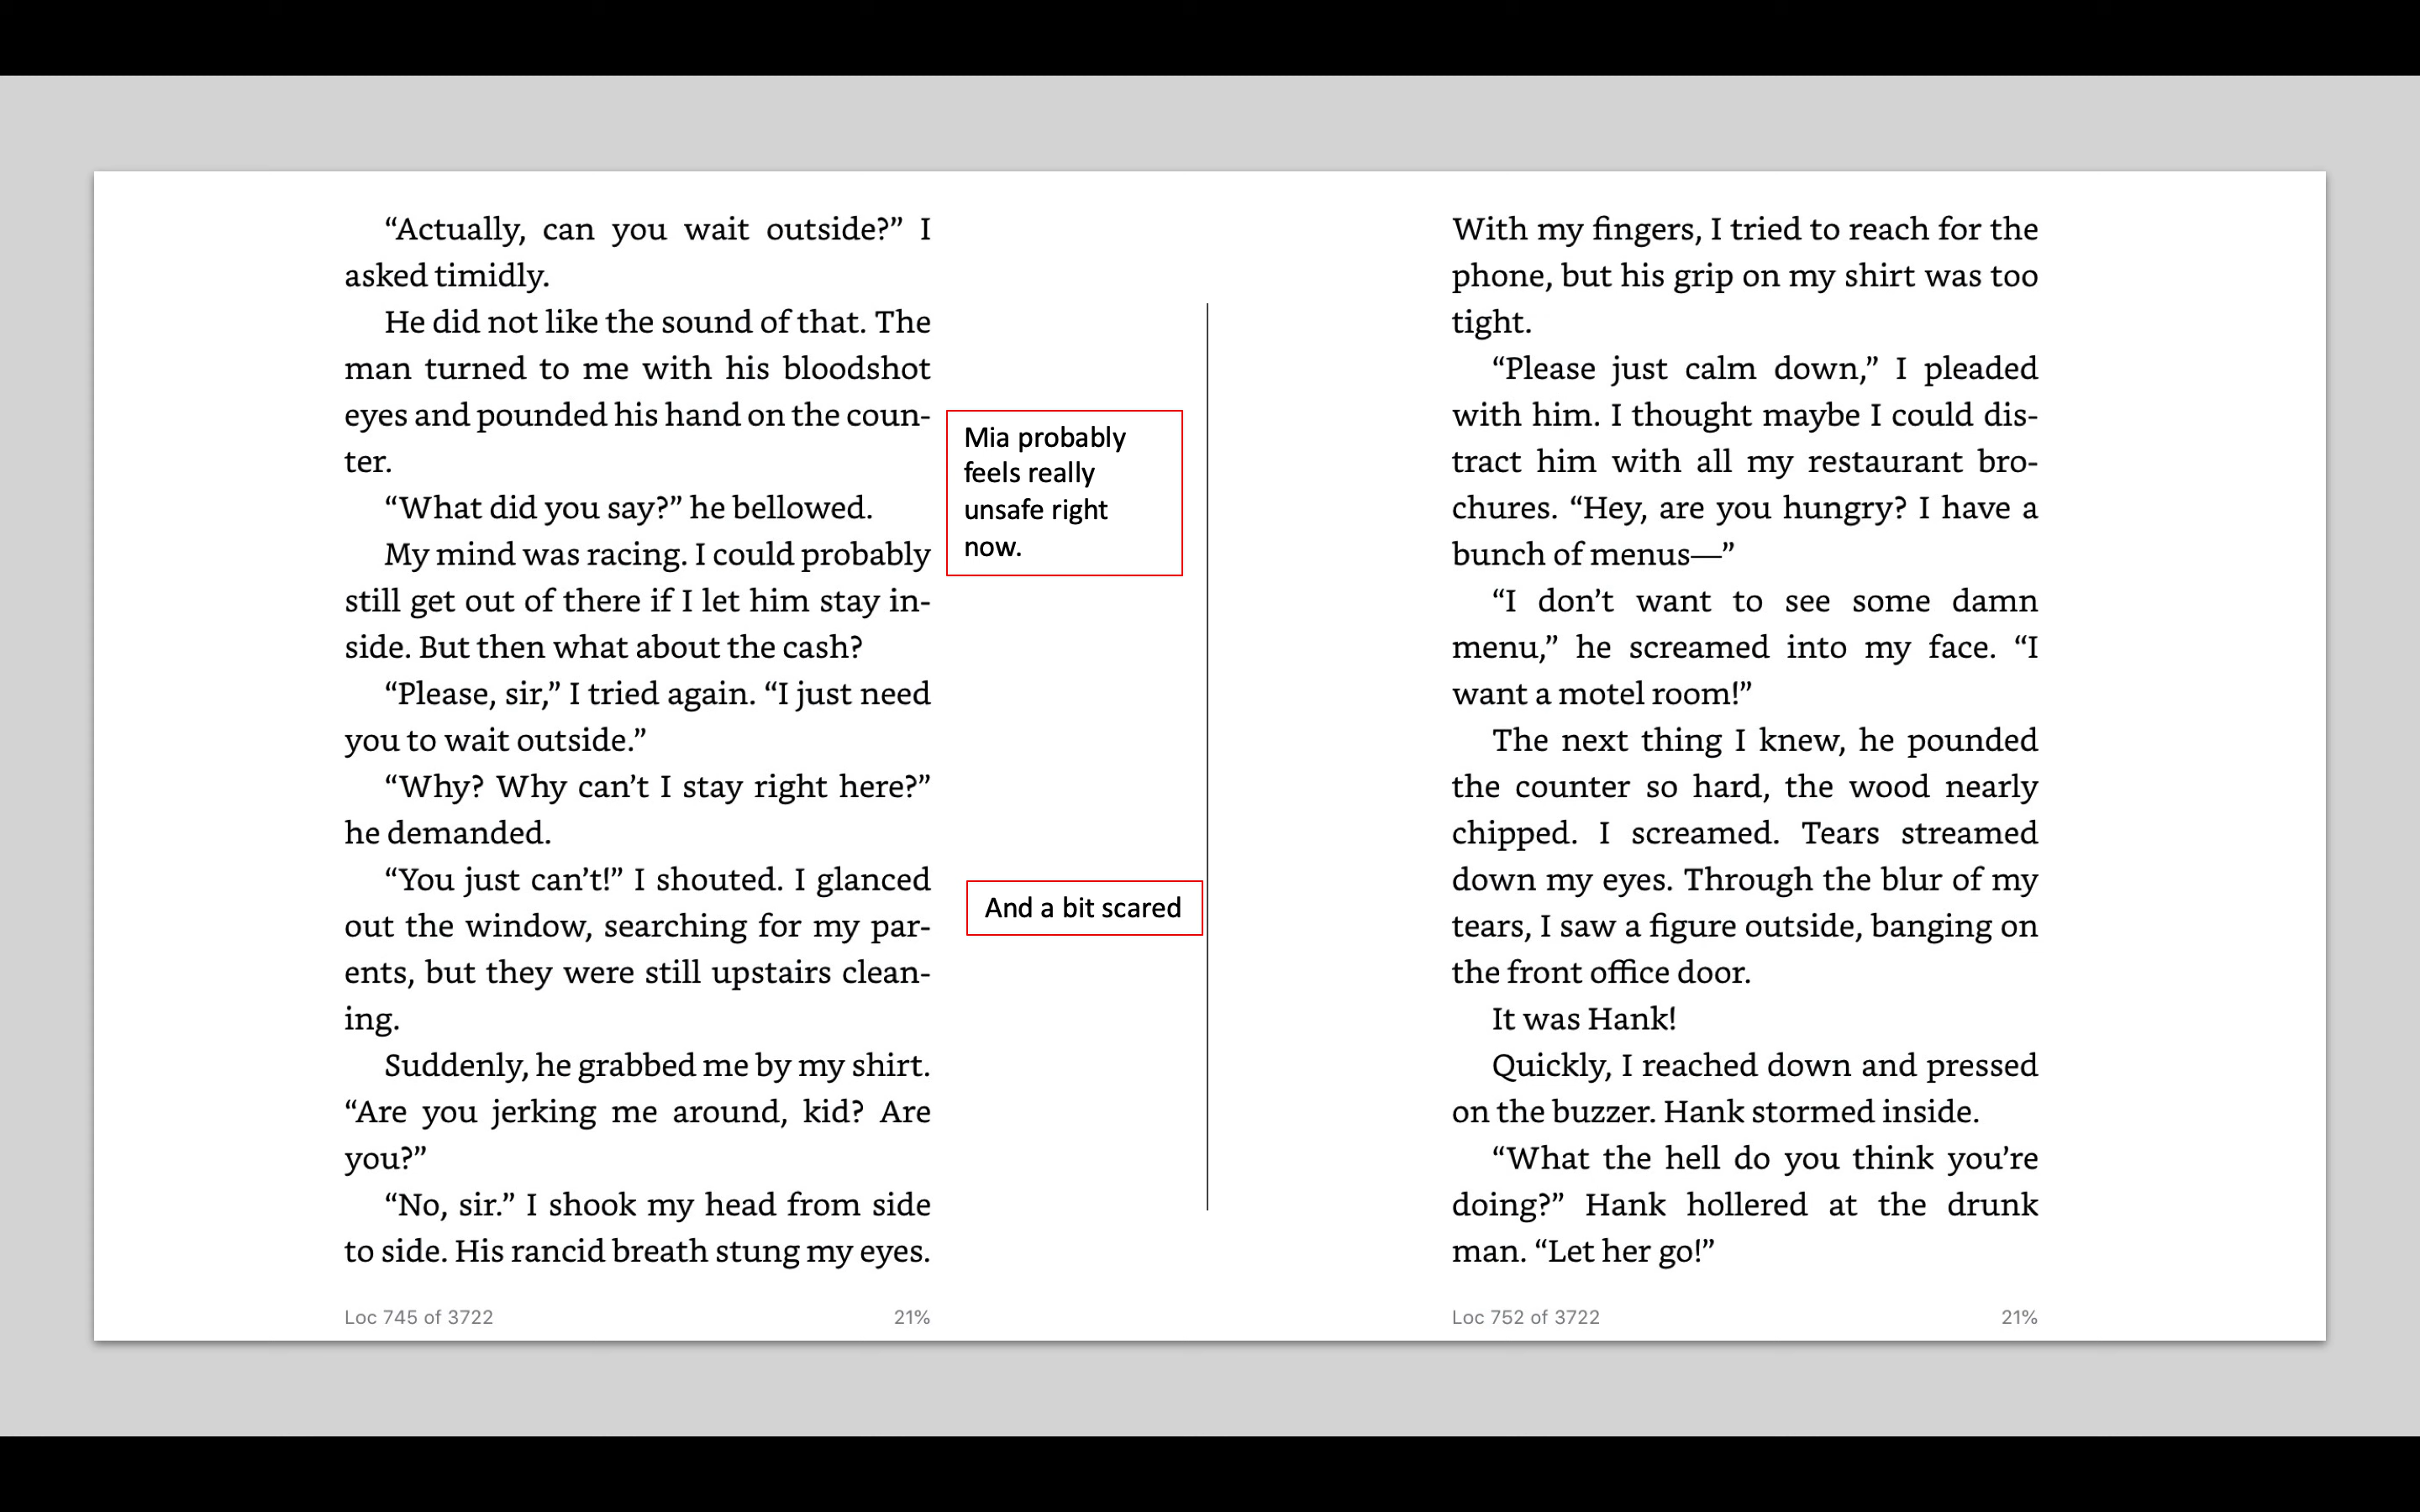 “Actually, can you wait outside?” I
asked timidly.
He did not like the sound of that. The
man turned to me with his bloodshot
eyes and pounded his hand on the coun-
ter.
“What did you say?” he bellowed.
My mind was racing. I could probably
still get out of there if I let him stay in-
side. But then what about the cash?
“Please, sir,” I tried again. “I just need
you to wait outside.”
“Why? Why can’t I stay right here?”
he demanded.
“You just can’t!” I shouted. I glanced
out the window, searching for my par-
ents, but they were still upstairs clean-
ing.
Suddenly, he grabbed me by my shirt.
“Are you jerking me around, kid? Are
you?”
“No, sir.” I shook my head from side
to side. His rancid breath stung my eyes.
Loc 745 of 3722 21%
Mia probably
feels really
unsafe right
now.
And a bit scared
With my fingers, I tried to reach for the
phone, but his grip on my shirt was too
tight.
“Please just calm down,” I pleaded
with him. I thought maybe I could dis-
tract him with all my restaurant bro-
chures. “Hey, are you hungry? I have a
bunch of menus—”
“I don’t want to see some damn
menu,” he screamed into my face. “I
want a motel room!”
The next thing I knew, he pounded
the counter so hard, the wood nearly
chipped. I screamed. Tears streamed
down my eyes. Through the blur of my
tears, I saw a figure outside, banging on
the front office door.
It was Hank!
Quickly, I reached down and pressed
on the buzzer. Hank stormed inside.
“What the hell do you think you’re
doing?” Hank hollered at the drunk
man. “Let her go!”
Loc 752 of 3722 21%